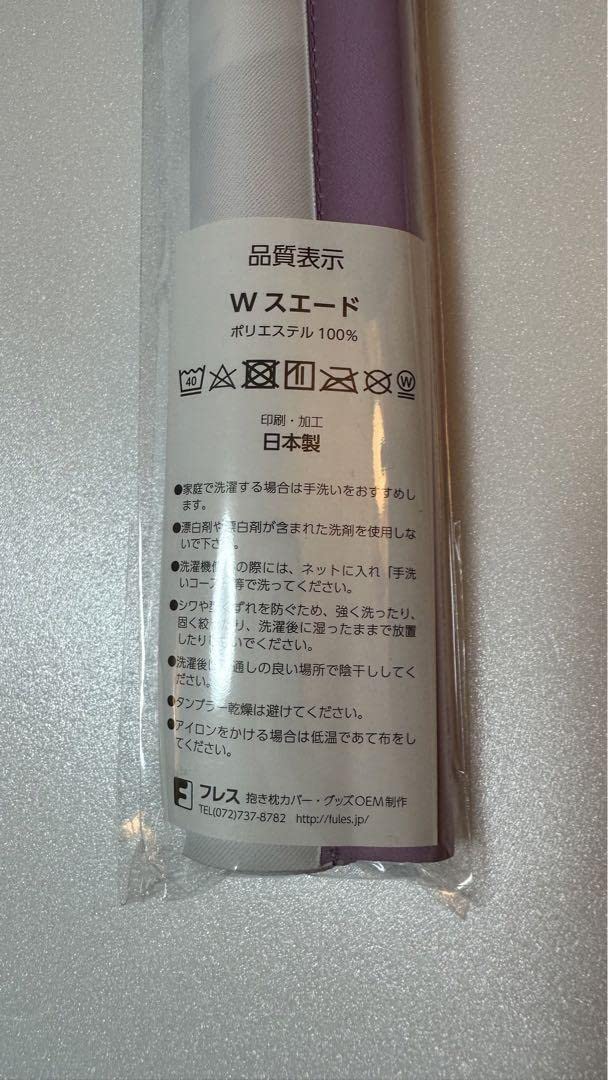 品質表示
W スエード
ポリエステル 100%
40
W
印刷・加工
日本製
●家庭で洗濯する場合は手洗いをおすすめし
ます。
●漂白剤や漂白剤が含まれた洗剤を使用しな
いで下さ。
●洗濯機 の際には、ネットに入れ「手洗
いコース 等で洗ってください。
●シワや ずれを防ぐため、強く洗ったり、
固く絞 り、洗濯後に湿ったままで放置
したり いでください。
●洗濯後 通しの良い場所で陰干ししてく
ださい。
●タンブラー乾燥は避けてください。
●アイロンをかける場合は低温であて布をし
てください。
フレス 抱き枕カバー・グッズOEM制作
TEL(072)737-8782 http://fules.jp/